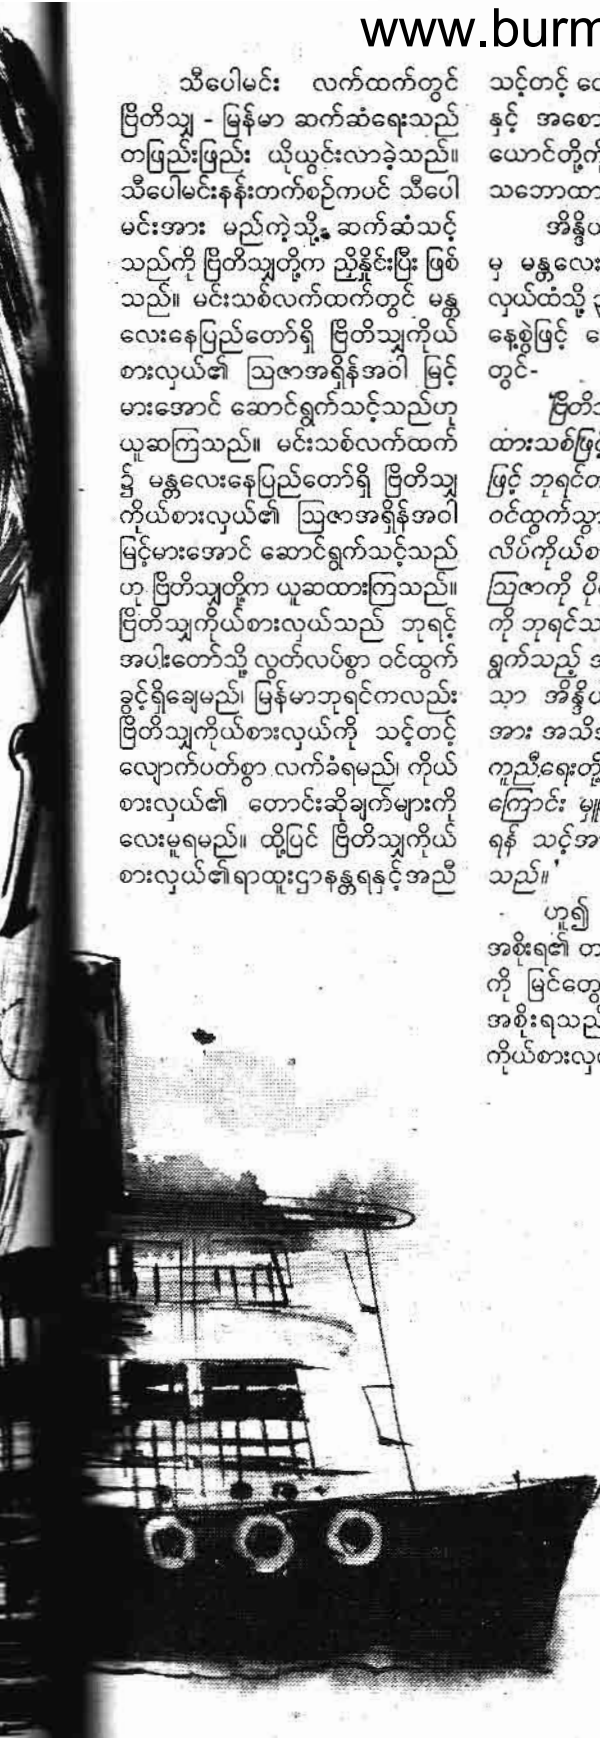 www.burm
သီပေါမင်း လက်ထက်တွင်
ဗြိတိသျှ - မြန်မာ ဆက်ဆံရေးသည်
တဖြည်းဖြည်း ယိုယွင်းလာခဲ့သည်။
သီပေါမင်းနန်းတက်စဉ်ကပင် သီပေါ
မင်းအား မည်ကဲ့သို့ ဆက်ဆံသင့်
သည်ကို ဗြိတိသျှတို့က ညှိနှိုင်းပြီး ဖြစ်
သည်။ မင်းသစ်လက်ထက်တွင် မန္တ
လေးနေပြည်တော်ရှိ ဗြိတိသျှကိုယ်
စားလှယ်၏ ဩဇာအရှိန်အဝါ မြင့်
မားအောင် ဆောင်ရွက်သင့်သည်ဟု
ယူဆကြသည်။ မင်းသစ်လက်ထက်
၌ မန္တလေးနေပြည်တော်ရှိ ဗြိတိသျှ
ကိုယ်စားလှယ်၏ ဩဇာအရှိန်အဝါ
မြင့်မားအောင် ဆောင်ရွက်သင့်သည်
ဟု ဗြိတိသျှတို့က ယူဆထားကြသည်။
ဗြိတိသျှကိုယ်စားလှယ်သည် ဘုရင့်
အပါးတော်သို့ လွတ်လပ်စွာ ဝင်ထွက်
ခွင့်ရှိချေမည်၊ မြန်မာဘုရင်ကလည်း
ဗြိတိသျှကိုယ်စားလှယ်ကို သင့်တင့်
လျောက်ပတ်စွာ လက်ခံရမည်၊ ကိုယ်
စားလှယ်၏ တောင်းဆိုချက်များကို
လေးမူရမည်။ ထို့ပြင် ဗြိတိသျှကိုယ်
စားလှယ်၏ရာထူးဌာနန္တရနှင့်အညီ
သင့်တင့်
နှင့် အစော
ယောင်တို့ကို
သဘောထာ
အိန္ဒိယ
မှ မန္တလေး
လှယ်ထံသို့
နေ့စွဲဖြင့်
တွင်-
'ဗြိတိသ
ထားသစ်ဖြင့်
ဖြင့် ဘုရင်တ
ဝင်ထွက်သွာ
လိပ်ကိုယ်စာ
ဩဇာကို ပို
ကို ဘုရင်သ
ရွက်သည့် အ
သာ အိန္ဒိယ
အား အသိအ
ကူညီရေးတို့
ကြောင်း မျှ
ရန် သင့်အာ
သည်။'
ဟူ၍
အစိုးရ၏ တ
ကို မြင်တွေ
အစိုးရသည်
ကိုယ်စားလှယ်